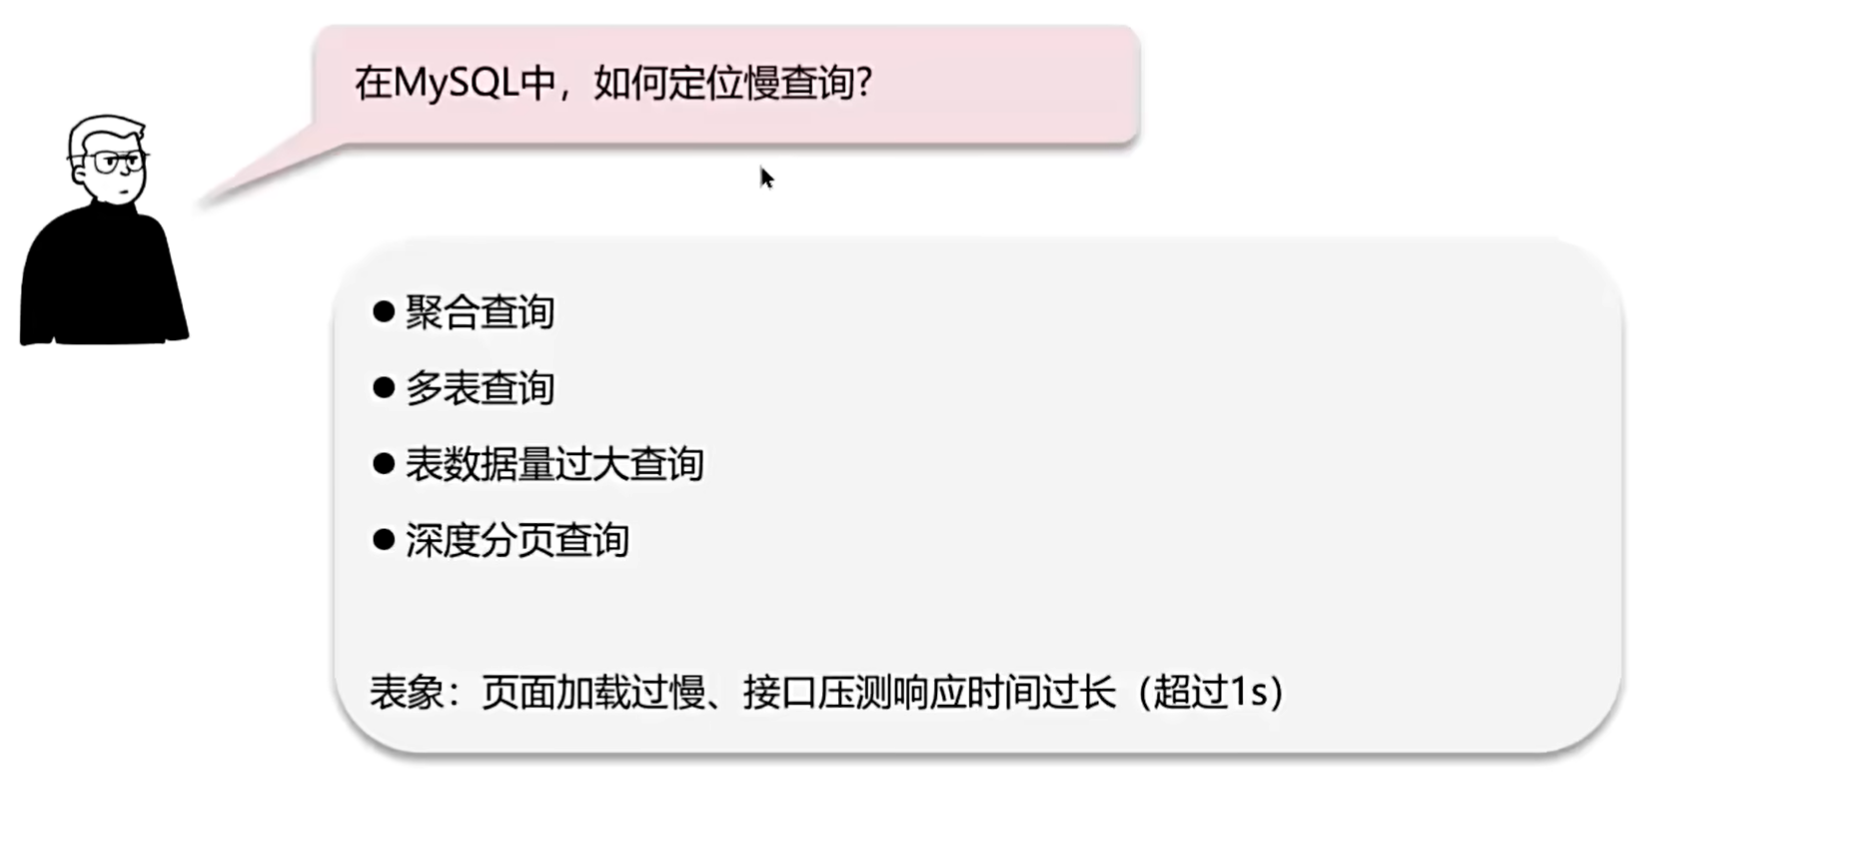 在MySQL中，如何定位慢查询？
●聚合查询
●多表查询
●表数据量过大查询
●深度分页查询
表象：页面加载过慢、接口压测响应时间过长（超过1s）